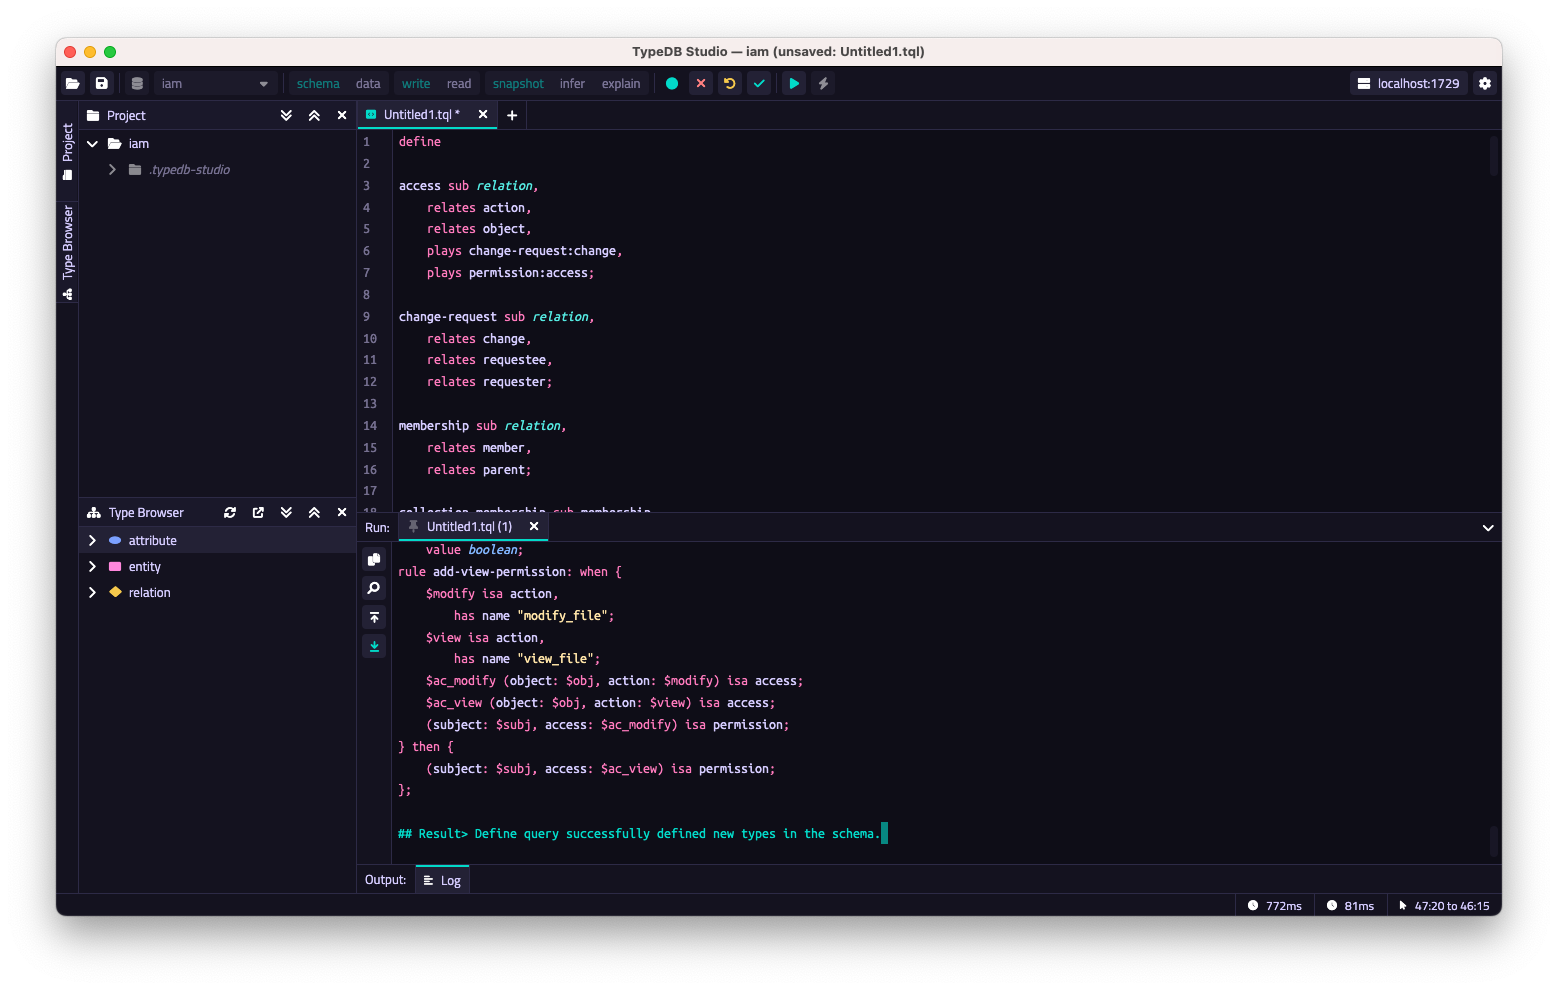 TypeDB Studio — iam (unsaved: Untitled1.tql)
iam schema data write read snapshot infer explain localhost:1729
Project
Type Browser
Project
iam
.typedb-studio
Type Browser
attribute
entity
relation
Untitled1.tql *
1 define
2
3 access sub relation,
4 relates action,
5 relates object,
6 plays change-request:change,
7 plays permission:access;
8
9 change-request sub relation,
10 relates change,
11 relates requestee,
12 relates requester;
13
14 membership sub relation,
15 relates member,
16 relates parent;
17
18 collection-membership sub membership
Run: Untitled1.tql (1)
value boolean;
rule add-view-permission: when {
$modify isa action,
has name "modify_file";
$view isa action,
has name "view_file";
$ac_modify (object: $obj, action: $modify) isa access;
$ac_view (object: $obj, action: $view) isa access;
(subject: $subj, access: $ac_modify) isa permission;
} then {
(subject: $subj, access: $ac_view) isa permission;
};
## Result> Define query successfully defined new types in the schema.
Output: Log
772ms 81ms 47:20 to 46:15